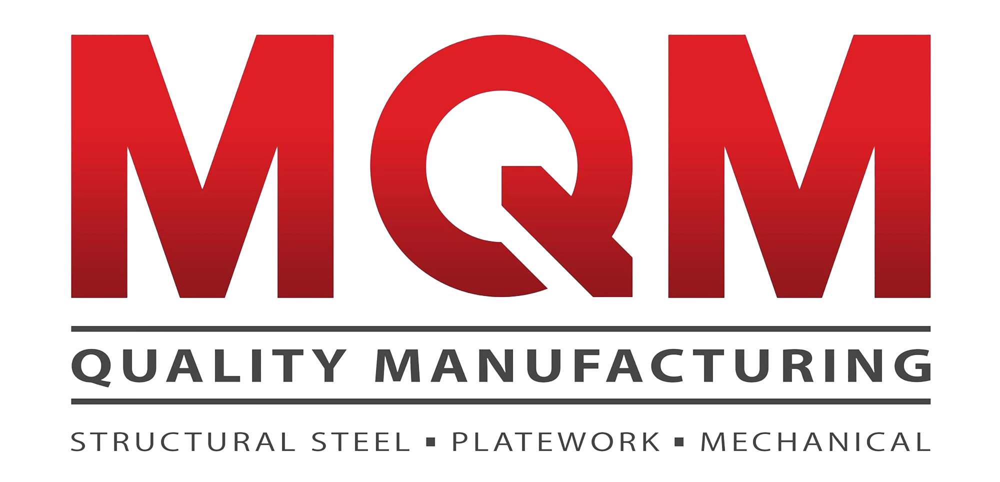 MQM
QUALITY MANUFACTURING
STRUCTURAL STEEL ▪ PLATEWORK ▪ MECHANICAL